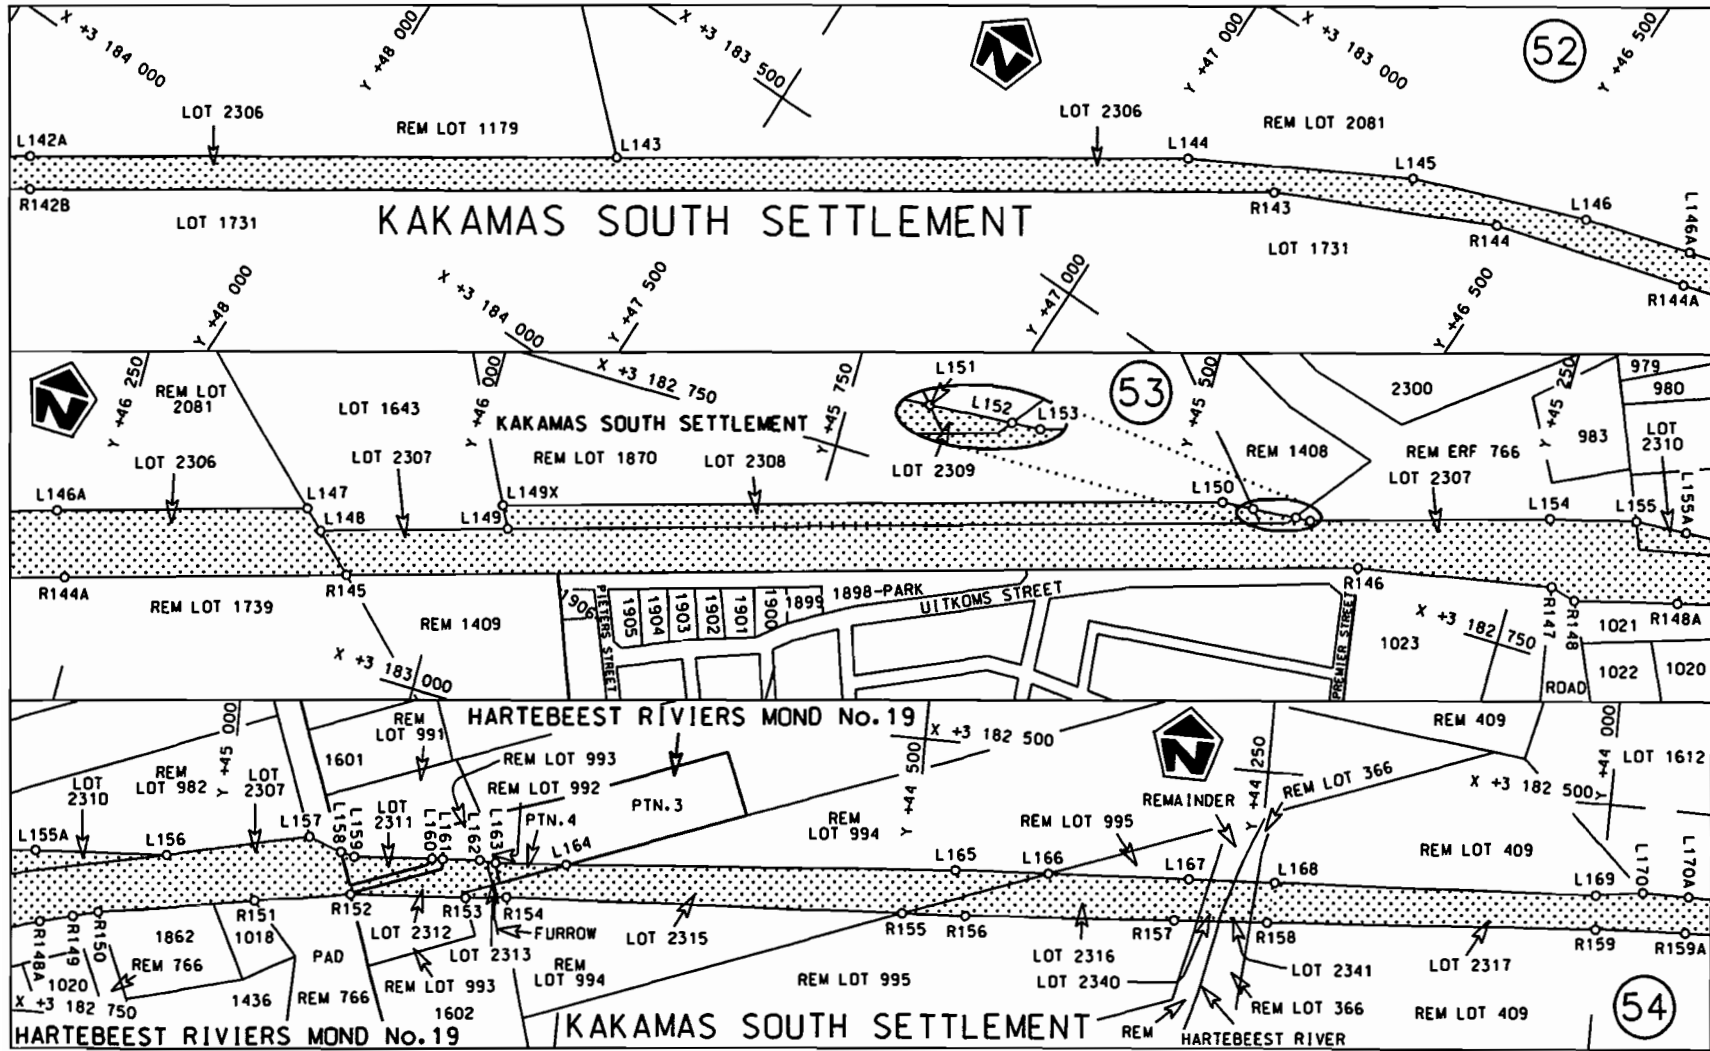 X +3 184 000
Y +48 000
X +3 183 500
Y +47 000
X +3 183 000
52
Y +46 500
LOT 2306
REM LOT 1179
LOT 2306
REM LOT 2081
L142A
L143
L144
L145
L146
L146A
R142B
LOT 1731
KAKAMAS SOUTH SETTLEMENT
R143
R144
LOT 1731
R144A
Y +48 000
X +3 184 000
Y +47 500
Y +47 000
Y +46 500
Y +46 250
REM LOT
2081
LOT 1643
Y +46 000
X +3 182 750
KAKAMAS SOUTH SETTLEMENT
Y +45 750
L151
L152
L153
53
Y +45 500
2300
Y +45 250
979
980
983
LOT
2310
LOT 2306
LOT 2307
REM LOT 1870
LOT 2308
LOT 2309
REM 1408
REM ERF 766
LOT 2307
L146A
L147
L148
L149X
L149
L150
L154
L155
L155A
R144A
R145
REM LOT 1739
REM 1409
X +3 183 000
1906
PIETERS STREET
1905
1904
1903
1902
1901
1900
1899
1898-PARK
UITKOMS STREET
PREMIER STREET
R146
1023
X +3 182 750
R147
R148
R148A
1021
1022
1020
ROAD
Y +45 000
REM
LOT 991
1601
HARTEBEEST RIVIERS MOND No.19
REM LOT 993
REM LOT 992
PTN.3
PTN.4
Y +44 500
X +3 182 500
REMAINDER
Y +44 250
REM LOT 366
REM 409
Y +44 000
LOT 1612
X +3 182 500
LOT
2310
REM
LOT 982
LOT
2307
LOT
2311
REM
LOT 994
REM LOT 995
REM LOT 409
L155A
L156
L157
L158
L159
L160
L161
L162
L163
L164
L165
L166
L167
L168
L169
L170
L170A
R148A
R149
R150
R151
R152
R153
R154
R155
R156
R157
R158
R159
R159A
1862
1018
REM 766
1020
X +3 182 750
1436
PAD
REM 766
LOT 2312
LOT 2313
FURROW
REM LOT 993
1602
REM
LOT 994
LOT 2315
REM LOT 995
LOT 2316
LOT 2340
LOT 2341
LOT 2317
REM
REM LOT 366
REM LOT 409
HARTEBEEST RIVER
HARTEBEEST RIVIERS MOND No.19
KAKAMAS SOUTH SETTLEMENT
54